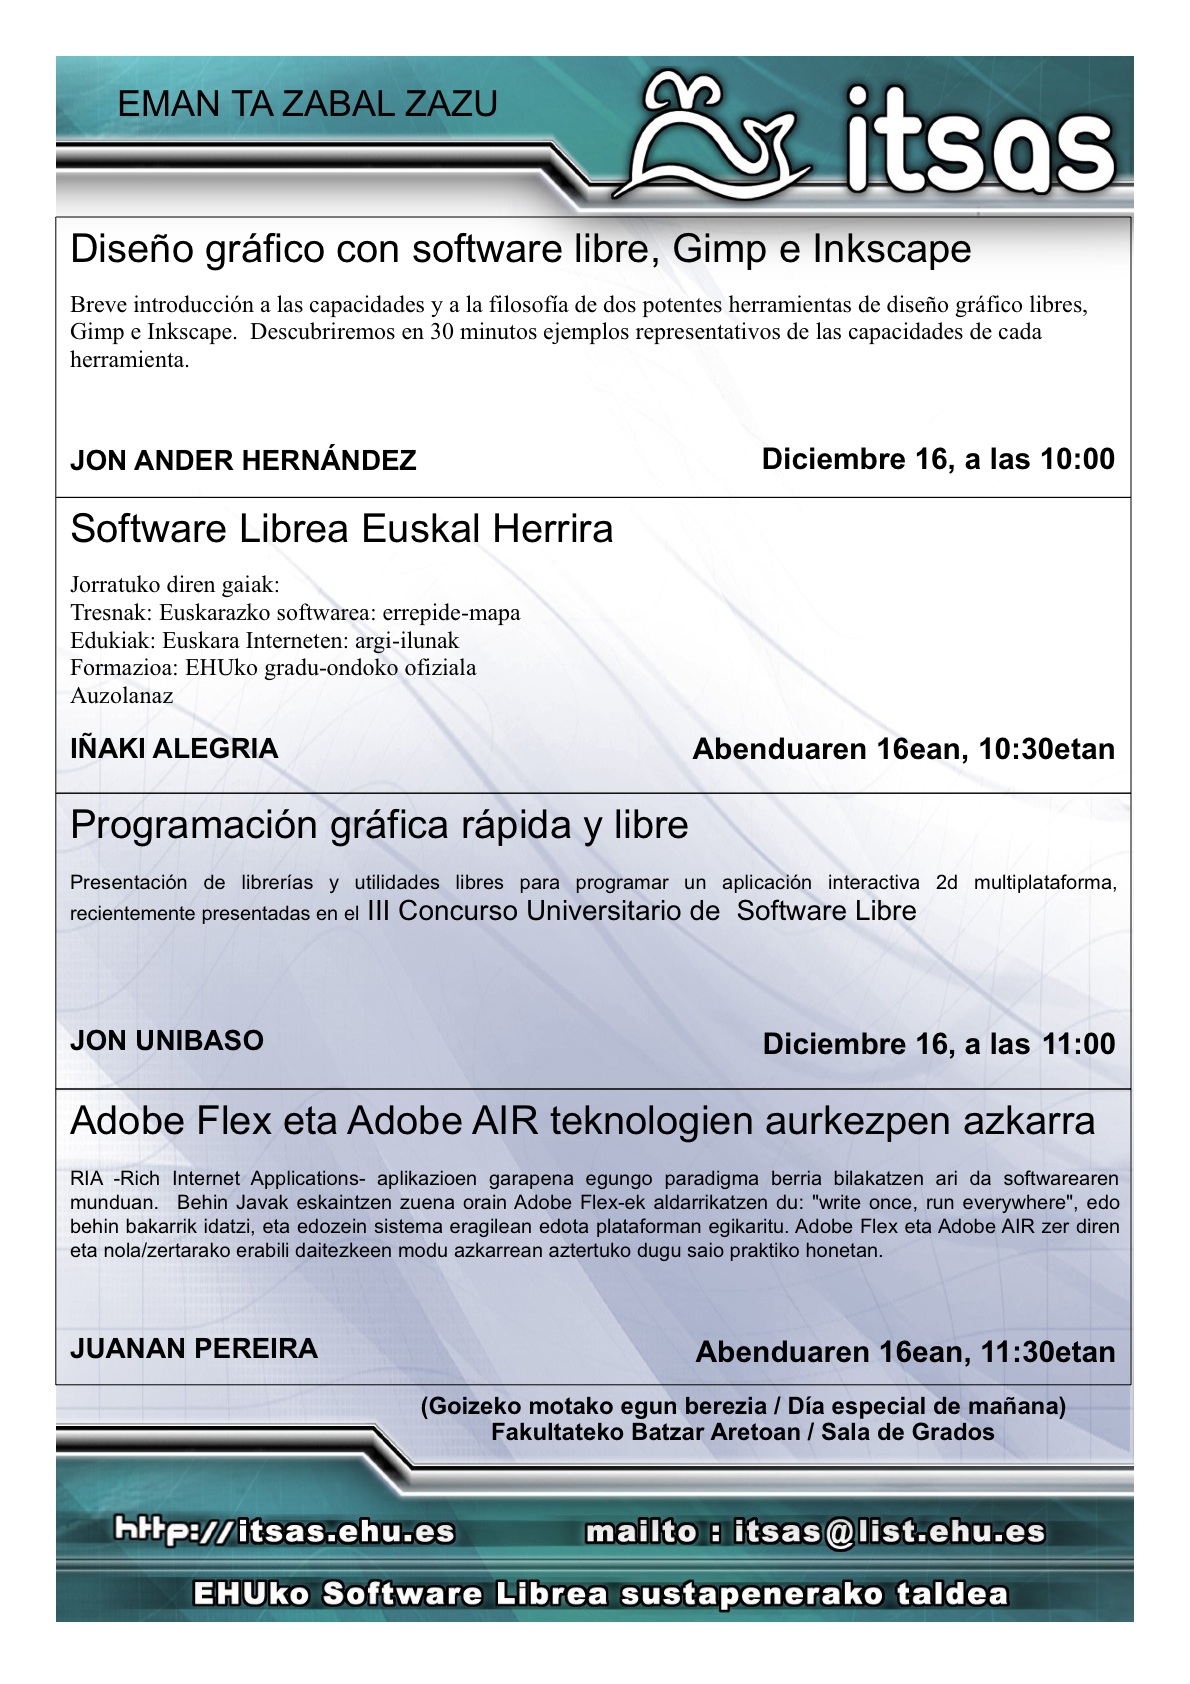 EMAN TA ZABAL ZAZU
itsas
Diseño gráfico con software libre, Gimp e Inkscape
Breve introducción a las capacidades y a la filosofía de dos potentes herramientas de diseño gráfico libres,
Gimp e Inkscape.  Descubriremos en 30 minutos ejemplos representativos de las capacidades de cada
herramienta.
JON ANDER HERNÁNDEZ
Diciembre 16, a las 10:00
Software Librea Euskal Herrira
Jorratuko diren gaiak:
Tresnak: Euskarazko softwarea: errepide-mapa
Edukiak: Euskara Interneten: argi-ilunak
Formazioa: EHUko gradu-ondoko ofiziala
Auzolanaz
IÑAKI ALEGRIA
Abenduaren 16ean, 10:30etan
Programación gráfica rápida y libre
Presentación de librerías y utilidades libres para programar un aplicación interactiva 2d multiplataforma,
recientemente presentadas en el III Concurso Universitario de  Software Libre
JON UNIBASO
Diciembre 16, a las 11:00
Adobe Flex eta Adobe AIR teknologien aurkezpen azkarra
RIA -Rich Internet Applications- aplikazioen garapena egungo paradigma berria bilakatzen ari da softwarearen
munduan.  Behin Javak eskaintzen zuena orain Adobe Flex-ek aldarrikatzen du: "write once, run everywhere", edo
behin bakarrik idatzi, eta edozein sistema eragilean edota plataforman egikaritu. Adobe Flex eta Adobe AIR zer diren
eta nola/zertarako erabili daitezkeen modu azkarrean aztertuko dugu saio praktiko honetan.
JUANAN PEREIRA
Abenduaren 16ean, 11:30etan
(Goizeko motako egun berezia / Día especial de mañana)
Fakultateko Batzar Aretoan / Sala de Grados
http://itsas.ehu.es
mailto : itsas@list.ehu.es
EHUko Software Librea sustapenerako taldea